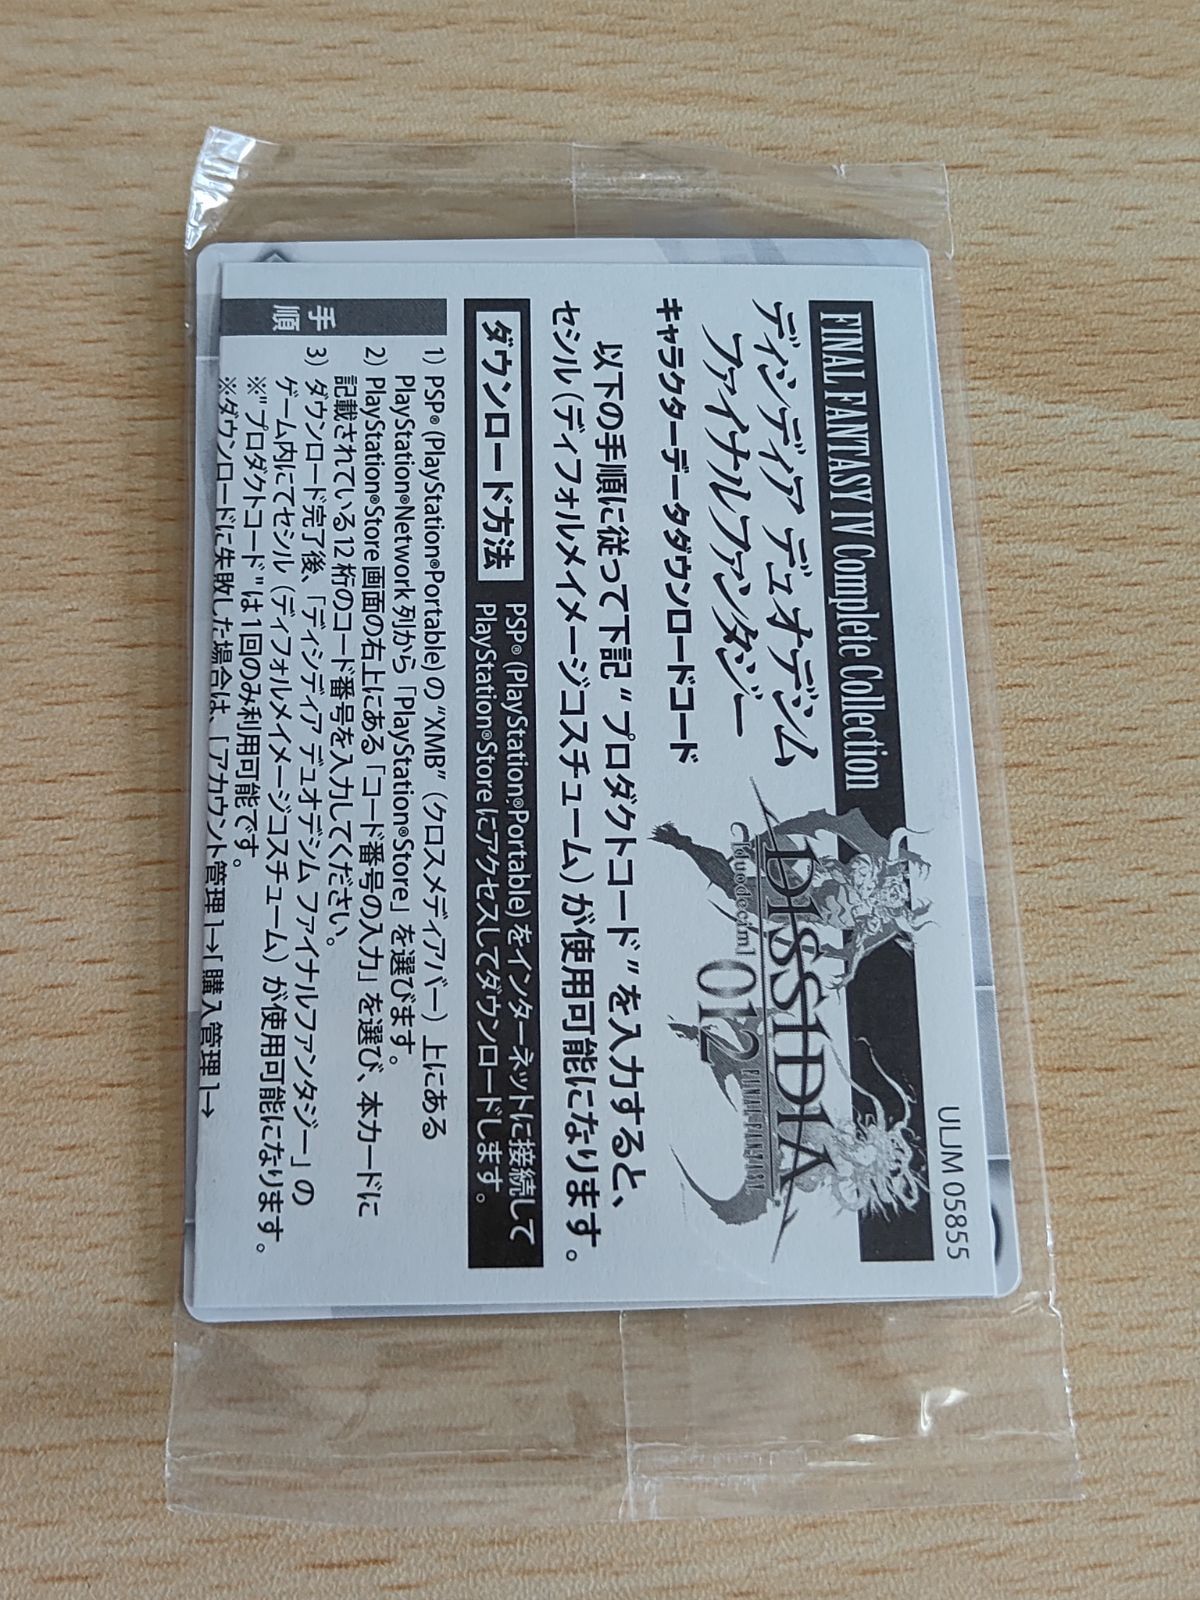 ULJM 05855
FINAL FANTASY IV Complete Collection
ディシディア デュオデシム
ファイナルファンタジー
キャラクターデータダウンロードコード
DISSIDIA
[duodecim]
012
FINAL FANTASY
以下の手順に従って下記“プロダクトコード”を入力すると、
セシル（ディフォルメイメージコスチューム）が使用可能になります。
ダウンロード方法
PSP®(PlayStation®Portable)をインターネットに接続して
PlayStation®Storeにアクセスしてダウンロードします。
手順
1）PSP®(PlayStation®Portable)の“XMB”（クロスメディアバー）上にある
PlayStation®Network列から「PlayStation®Store」を選びます。
2）PlayStation®Store画面の右上にある「コード番号の入力」を選び、本カードに
記載されている12桁のコード番号を入力してください。
3）ダウンロード完了後、「ディシディア デュオデシム ファイナルファンタジー」の
ゲーム内にてセシル（ディフォルメイメージコスチューム）が使用可能になります。
※“プロダクトコード”は1回のみ利用可能です。
※ダウンロードに失敗した場合は、「アカウント管理」→「購入管理」→